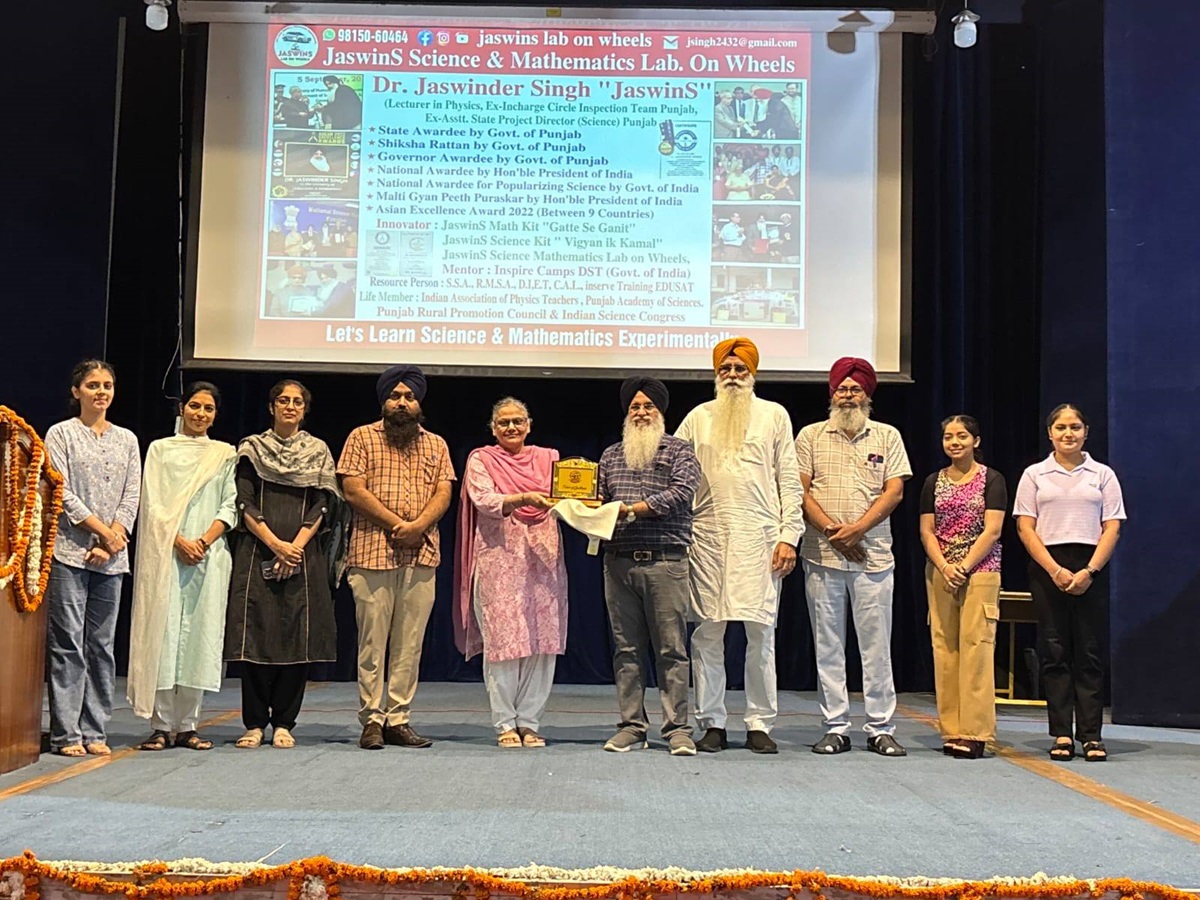 98150-60464 jaswins lab on wheels jsingh2432@gmail.com
JASWINS
LAB ON WHEELS
JaswinS Science & Mathematics Lab. On Wheels
Dr. Jaswinder Singh "JaswinS"
(Lecturer in Physics, Ex-Incharge Circle Inspection Team Punjab,
Ex-Asstt. State Project Director (Science) Punjab
★ State Awardee by Govt. of Punjab
★ Shiksha Rattan by Govt. of Punjab
★ Governor Awardee by Govt. of Punjab
★ National Awardee by Hon'ble President of India
★ National Awardee for Popularizing Science by Govt. of India
★ Malti Gyan Peeth Puraskar by Hon'ble President of India
★ Asian Excellence Award 2022 (Between 9 Countries)
Innovator : JaswinS Math Kit "Gatte Se Ganit"
JaswinS Science Kit " Vigyan ik Kamal"
JaswinS Science Mathematics Lab on Wheels,
Mentor : Inspire Camps DST (Govt. of India)
Resource Person : S.S.A., R.M.S.A., D.I,E.T, C.A.L., inserve Training EDUSAT
Life Member : Indian Association of Physics Teachers , Punjab Academy of Sciences.
Punjab Rural Promotion Council & Indian Science Congress
Let's Learn Science & Mathematics Experimentally